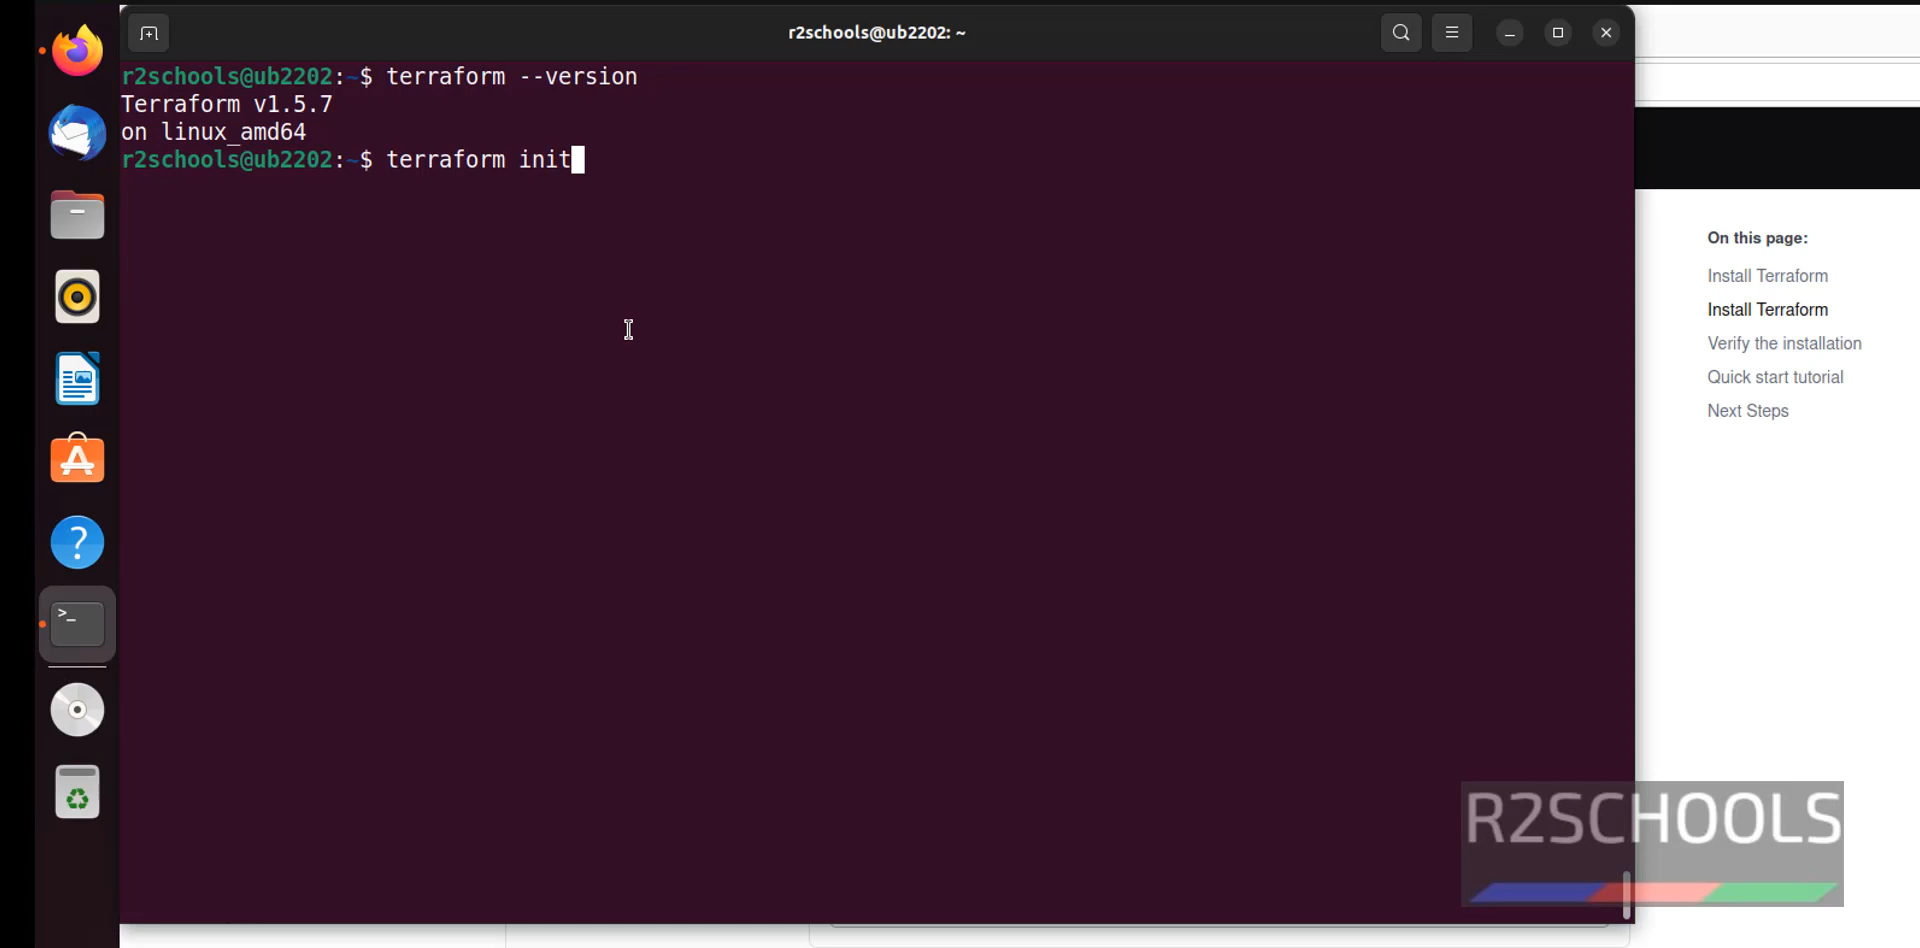 r2schools@ub2202: ~
r2schools@ub2202:~$ terraform --version
Terraform v1.5.7
on linux_amd64
r2schools@ub2202:~$ terraform init
On this page:
Install Terraform
Install Terraform
Verify the installation
Quick start tutorial
Next Steps
R2SCHOOLS